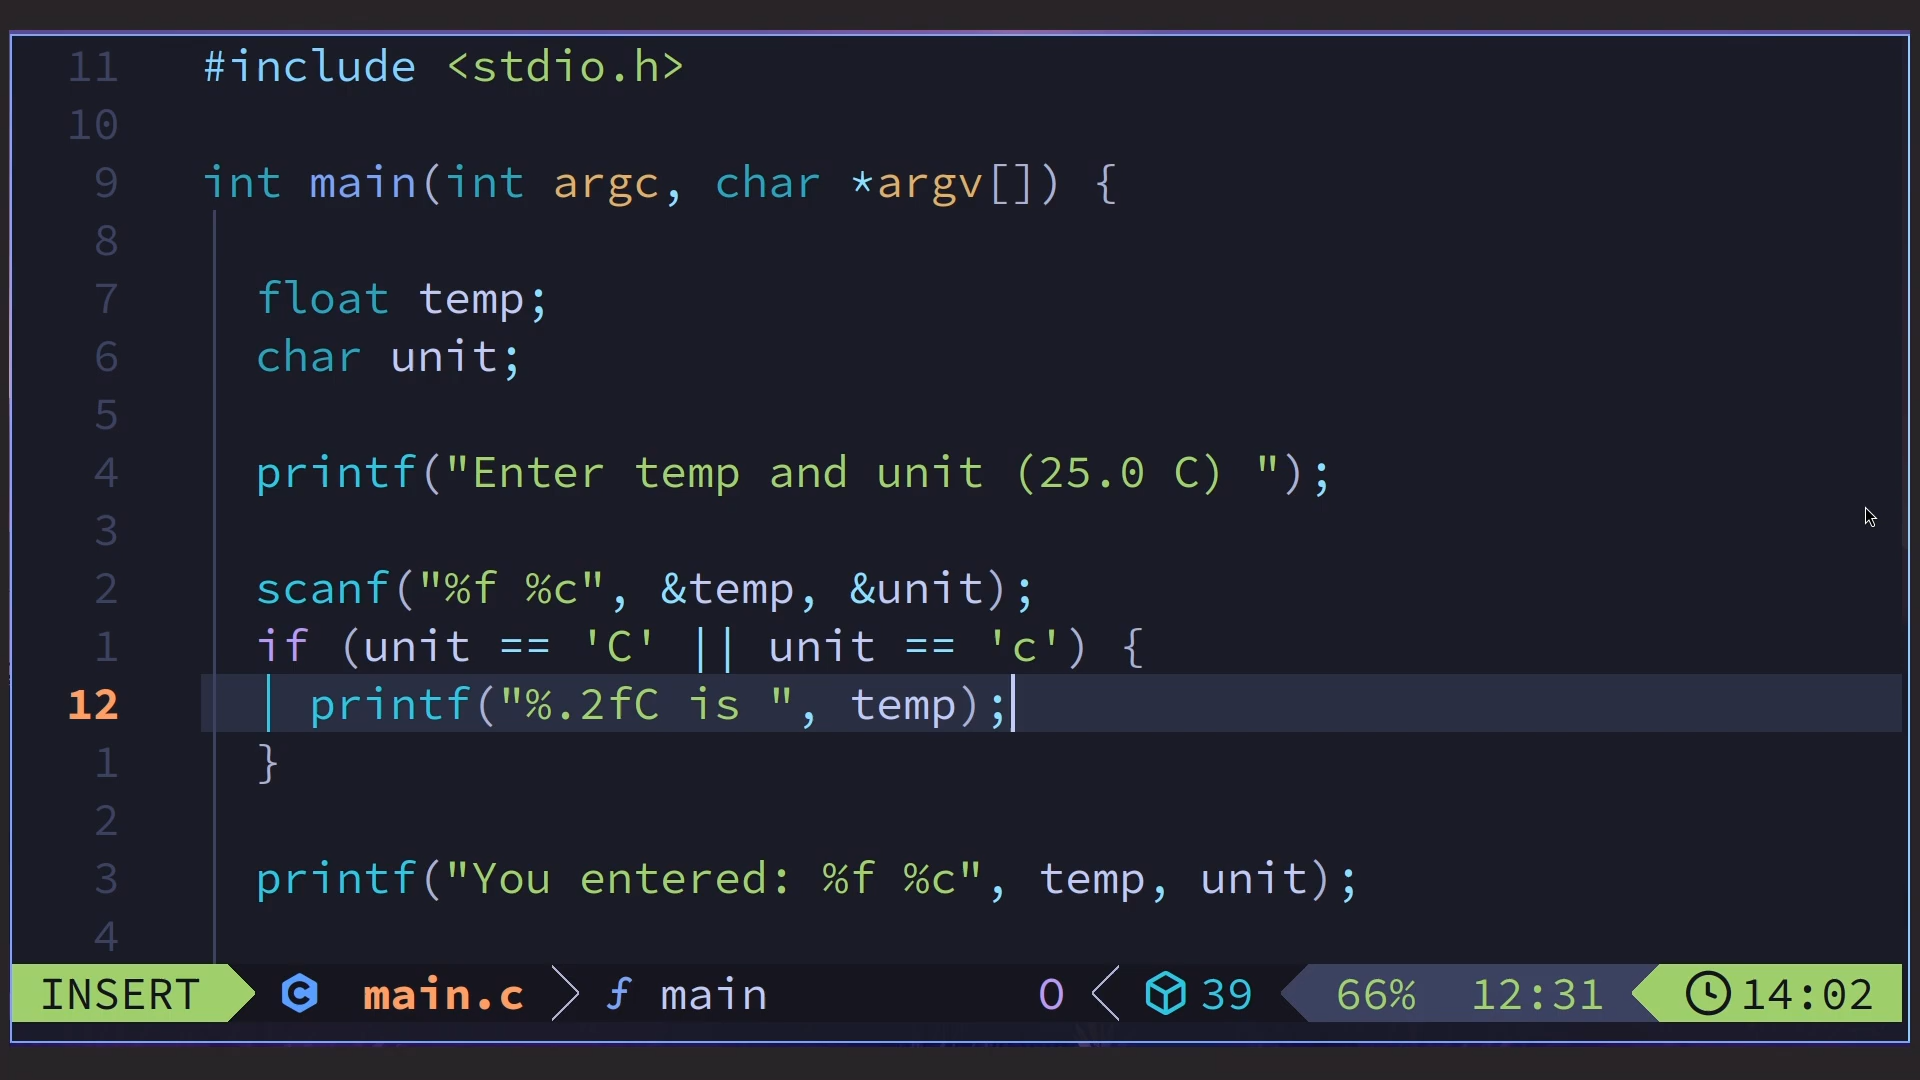 11 #include <stdio.h>
10
9 int main(int argc, char *argv[]) {
8
7 float temp;
6 char unit;
5
4 printf("Enter temp and unit (25.0 C) ");
3
2 scanf("%f %c", &temp, &unit);
1 if (unit == 'C' || unit == 'c') {
12 printf("%.2fC is ", temp);
1 }
2
3 printf("You entered: %f %c", temp, unit);
4
INSERT C main.c f main 0 39 66% 12:31 14:02